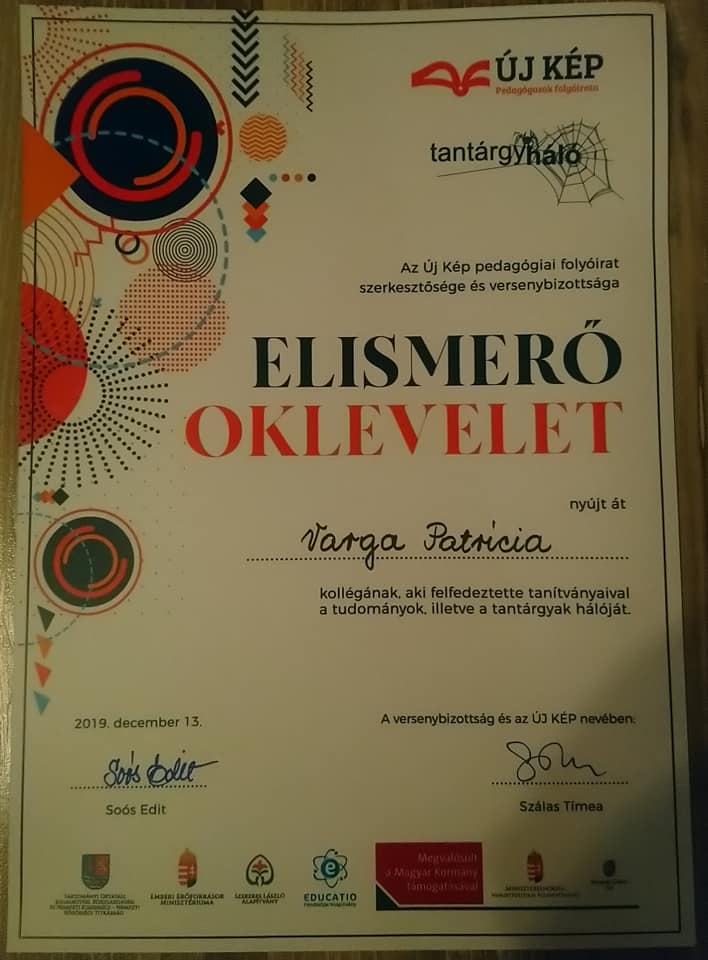 ÚJ KÉP
Pedagógusok folyóirata
tantárgyháló
Az Új Kép pedagógiai folyóirat
szerkesztősége és versenybizottsága
ELISMERŐ
OKLEVELET
nyújt át
Varga Patrícia
kollégának, aki felfedeztette tanítványaival
a tudományok, illetve a tantárgyak hálóját.
2019. december 13.
A versenybizottság és az ÚJ KÉP nevében:
Soós Edit
Soós Edit
Szálas Tímea
EMBERI ERŐFORRÁSOK
MINISZTÉRIUMA
SZEKERES LÁSZLÓ
ALAPÍTVÁNY
EDUCATIO
Megvalósult
a Magyar Kormány
támogatásával
MINISZTERELNÖKSÉG